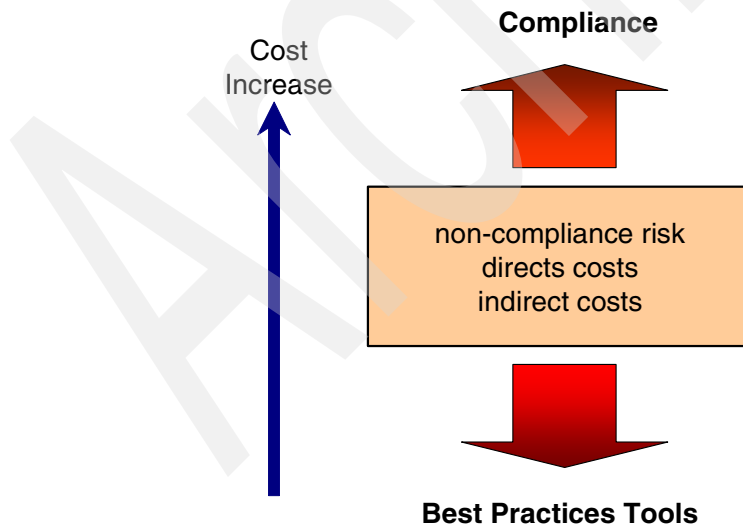 Compliance
Cost
Increase
non-compliance risk
directs costs
indirect costs
Best Practices Tools